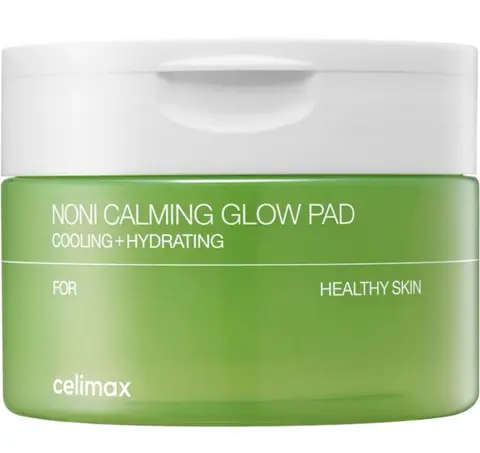 NONI CALMING GLOW PAD
COOLING+HYDRATING
FOR HEALTHY SKIN
celimax